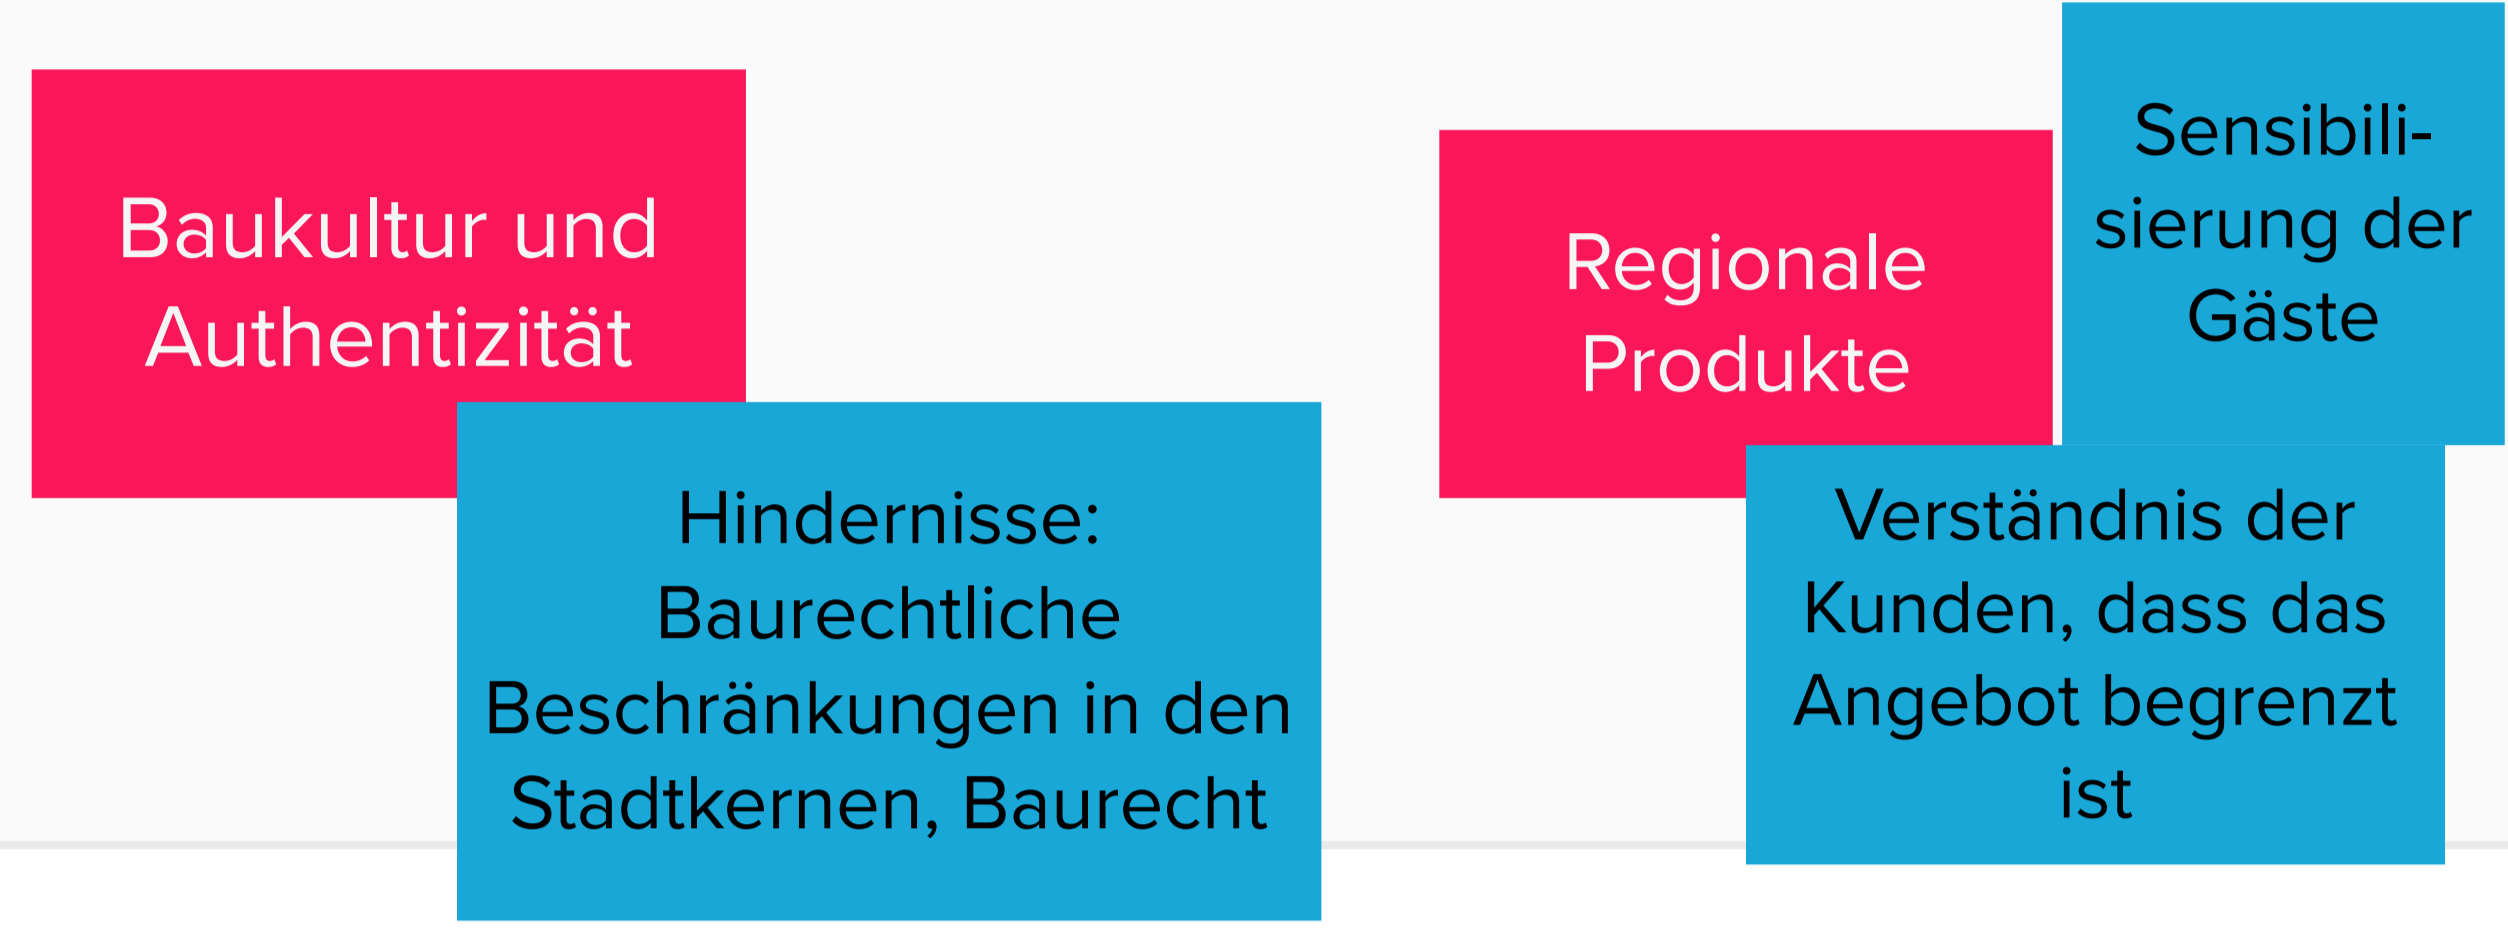 Baukultur und
Authentizität
Hindernisse:
Baurechtliche
Beschränkungen in den
Stadtkernen, Baurecht
Regionale
Produkte
Sensibili-
sierung der
Gäste
Verständnis der
Kunden, dass das
Angebot begrenzt
ist